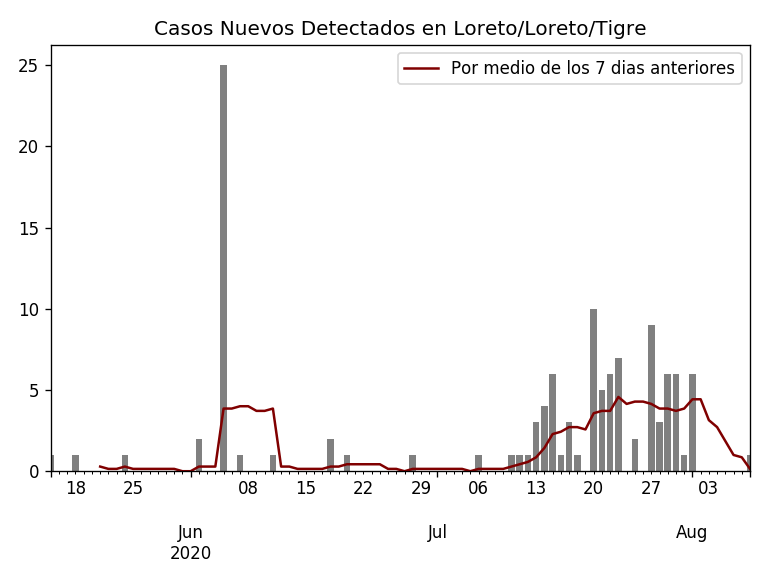 Casos Nuevos Detectados en Loreto/Loreto/Tigre
Por medio de los 7 dias anteriores
25
20
15
10
5
0
18 25 08 15 22 29 06 13 20 27 03
Jun Jul Aug
2020